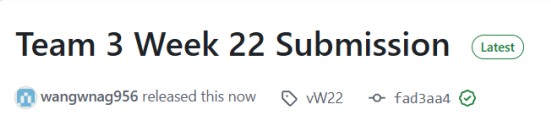 Team 3 Week 22 Submission Latest
wangwnag956 released this now vW22 fad3aa4